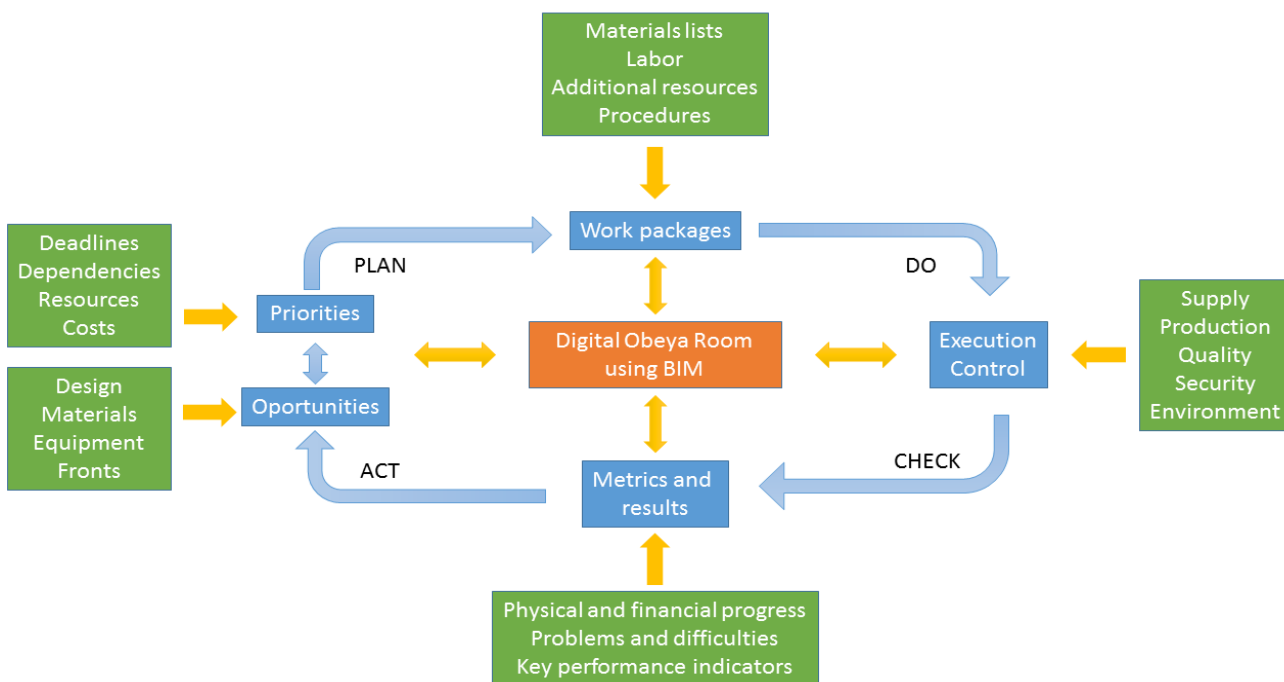 Materials lists
Labor
Additional resources
Procedures
Work packages
PLAN
DO
Deadlines
Dependencies
Resources
Costs
Priorities
Digital Obeya Room
using BIM
Execution
Control
Supply
Production
Quality
Security
Environment
Design
Materials
Equipment
Fronts
Oportunities
ACT
CHECK
Metrics and
results
Physical and financial progress
Problems and difficulties
Key performance indicators